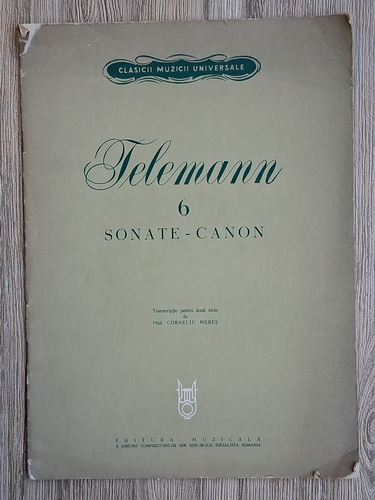 CLASICII MUZICII UNIVERSALE
Telemann
6
SONATE - CANON
Transcripție pentru două viole
de
Prof. CORNELIU MEREȘ
EDITURA MUZICALĂ
A UNIUNII COMPOZITORILOR DIN REPUBLICA SOCIALISTĂ ROMÂNIA